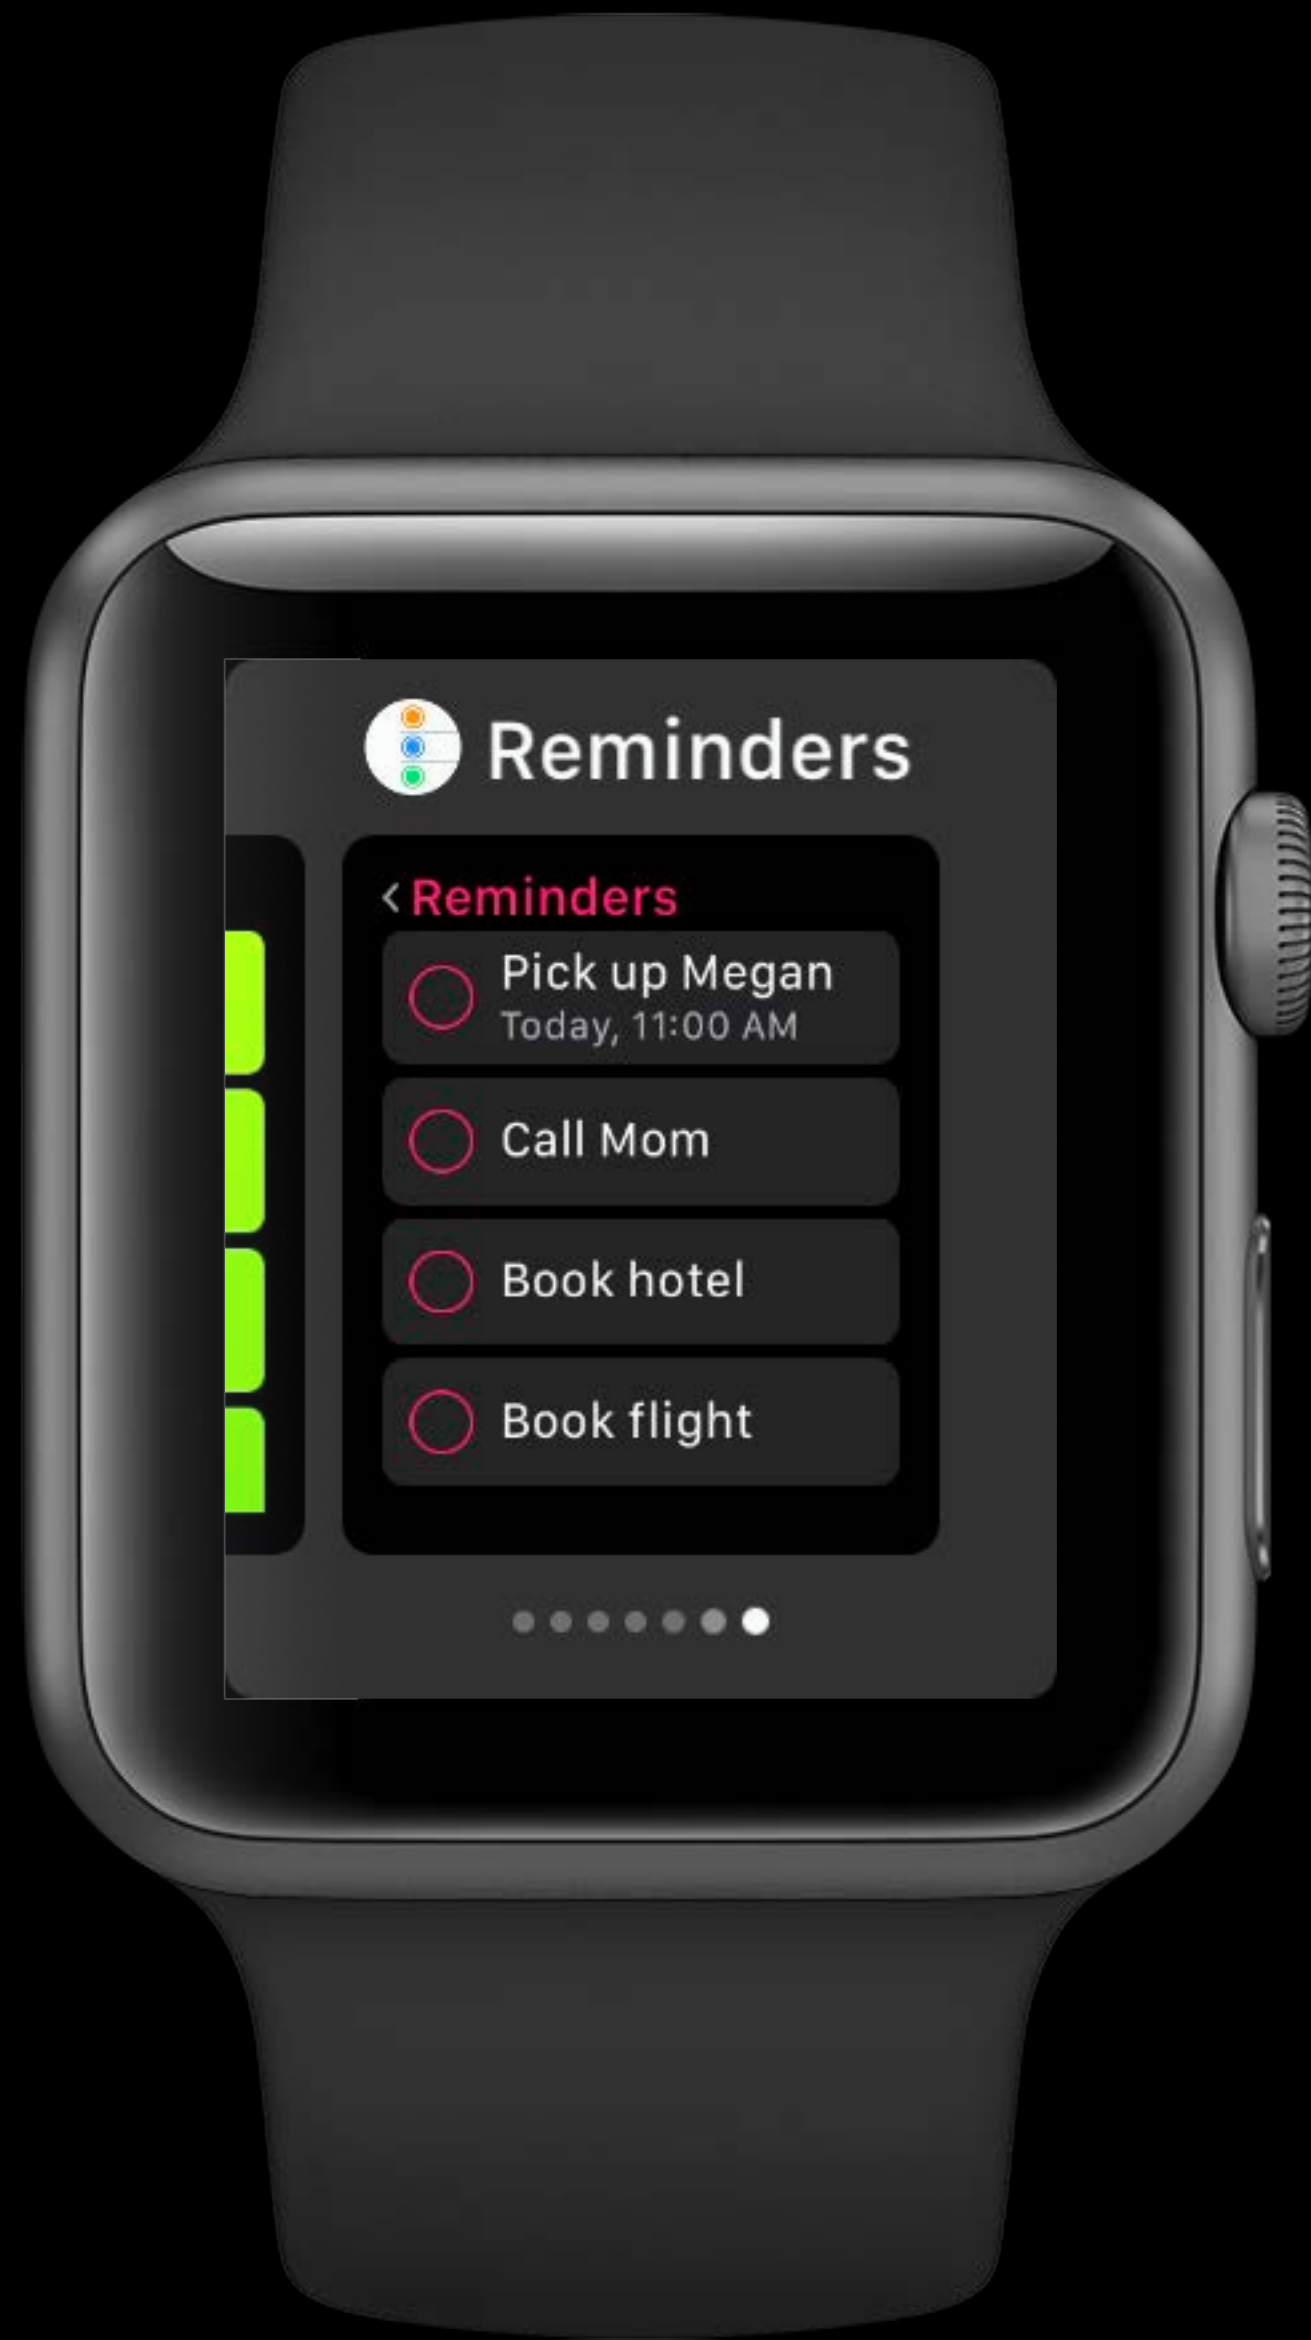 Reminders
Reminders
Pick up Megan
Today, 11:00 AM
Call Mom
Book hotel
Book flight